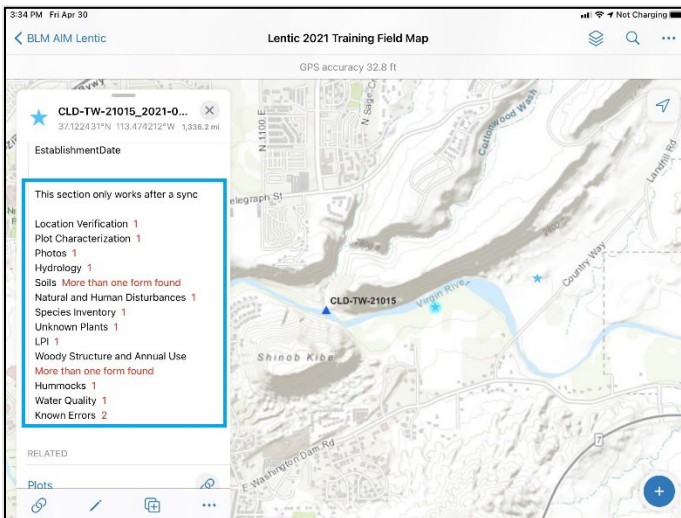 3:34 PM Fri Apr 30
Not Charging
BLM AIM Lentic
Lentic 2021 Training Field Map
GPS accuracy 32.8 ft
CLD-TW-21015_2021-0...
37.122431°N 113.474212°W 1,336.2 mi
EstablishmentDate
This section only works after a sync
Location Verification 1
Plot Characterization 1
Photos 1
Hydrology 1
Soils More than one form found
Natural and Human Disturbances 1
Species Inventory 1
Unknown Plants 1
LPI 1
Woody Structure and Annual Use
More than one form found
Hummocks 1
Water Quality 1
Known Errors 2
RELATED
Plots
N 1100 E
N Sage C
Cottonwood Wash
Landfill Rd
elegraph St
Country Way
CLD-TW-21015
Virgin River
Shinob Kibe
E Washington Dam Rd
7